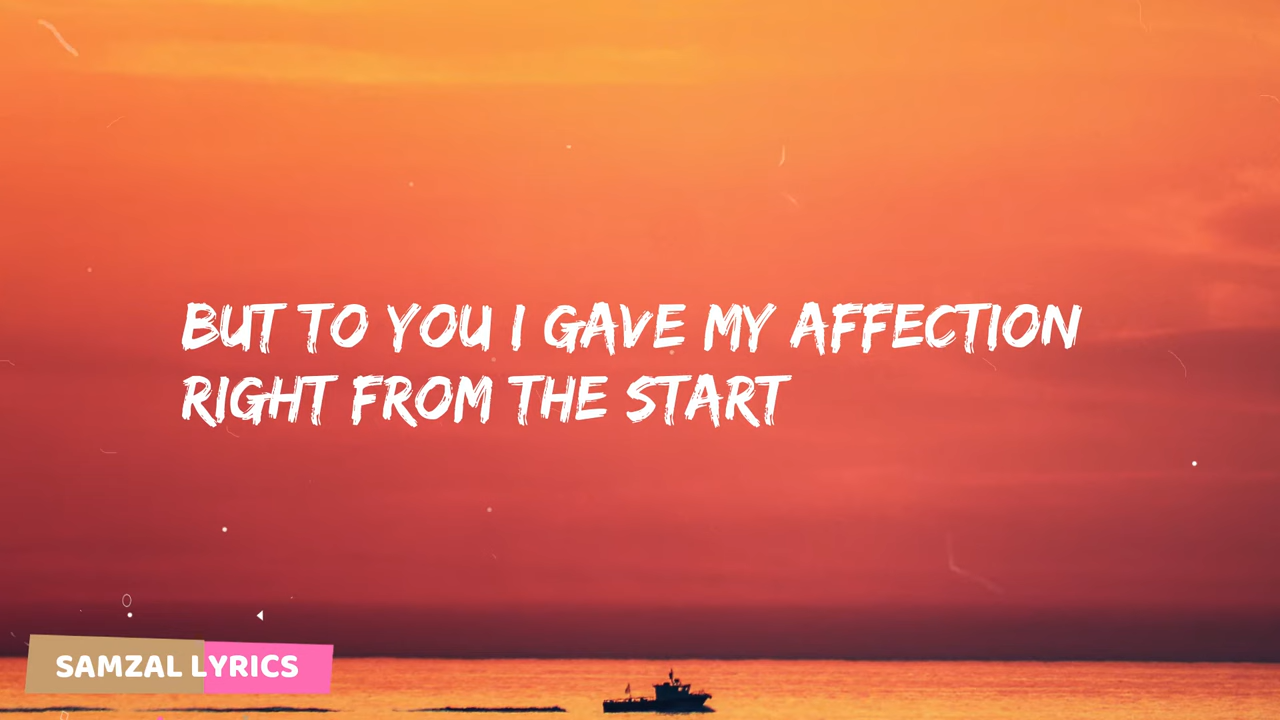 BUT TO YOU I GAVE MY AFFECTION
RIGHT FROM THE START
SAMZAL LYRICS